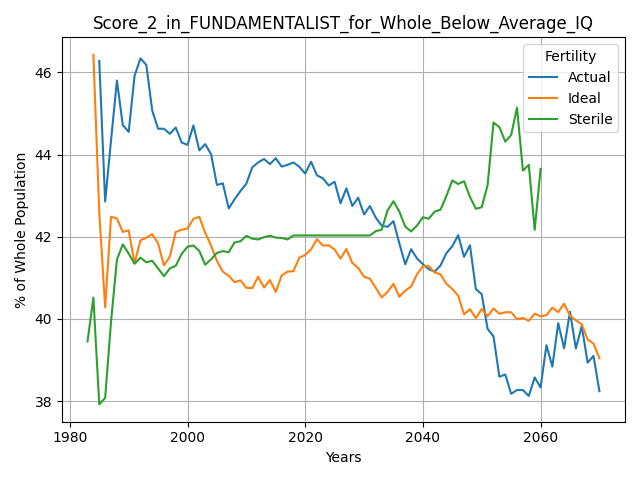 Score_2_in_FUNDAMENTALIST_for_Whole_Below_Average_IQ
Fertility
Actual
Ideal
Sterile
% of Whole Population
46
44
42
40
38
1980
2000
2020
2040
2060
Years